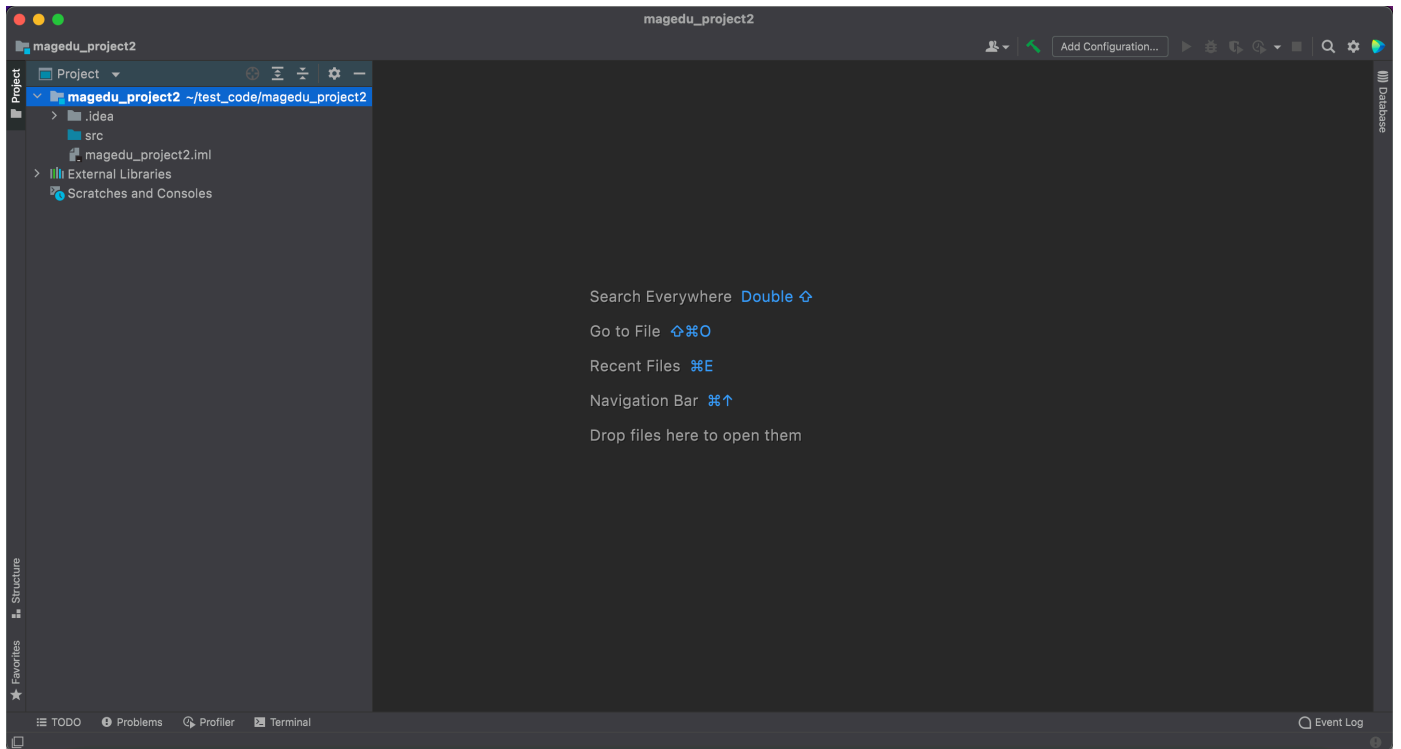 magedu_project2
magedu_project2
Add Configuration...
Project
Project
magedu_project2 ~/test_code/magedu_project2
.idea
src
magedu_project2.iml
External Libraries
Scratches and Consoles
Database
Search Everywhere Double ⇧
Go to File ⇧⌘O
Recent Files ⌘E
Navigation Bar ⌘↑
Drop files here to open them
Structure
Favorites
TODO Problems Profiler Terminal Event Log